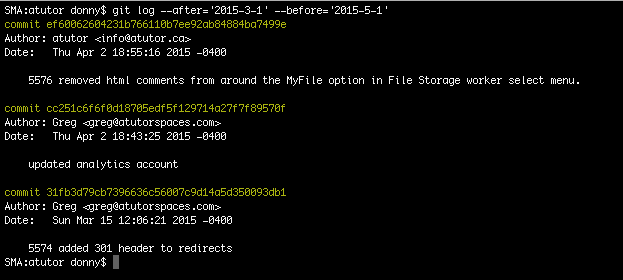 SMA:atutor donny$ git log --after='2015-3-1' --before='2015-5-1'
commit ef60062604231b766110b7ee92ab84884ba7499e
Author: atutor <info@atutor.ca>
Date:   Thu Apr 2 18:55:16 2015 -0400
    5576 removed html comments from around the MyFile option in File Storage worker select menu.
commit cc251c6f6f0d18705edf5f129714a27f7f89570f
Author: Greg <greg@atutorspaces.com>
Date:   Thu Apr 2 18:43:25 2015 -0400
    updated analytics account
commit 31fb3d79cb7396636c56007c9d14a5d350093db1
Author: Greg <greg@atutorspaces.com>
Date:   Sun Mar 15 12:06:21 2015 -0400
    5574 added 301 header to redirects
SMA:atutor donny$